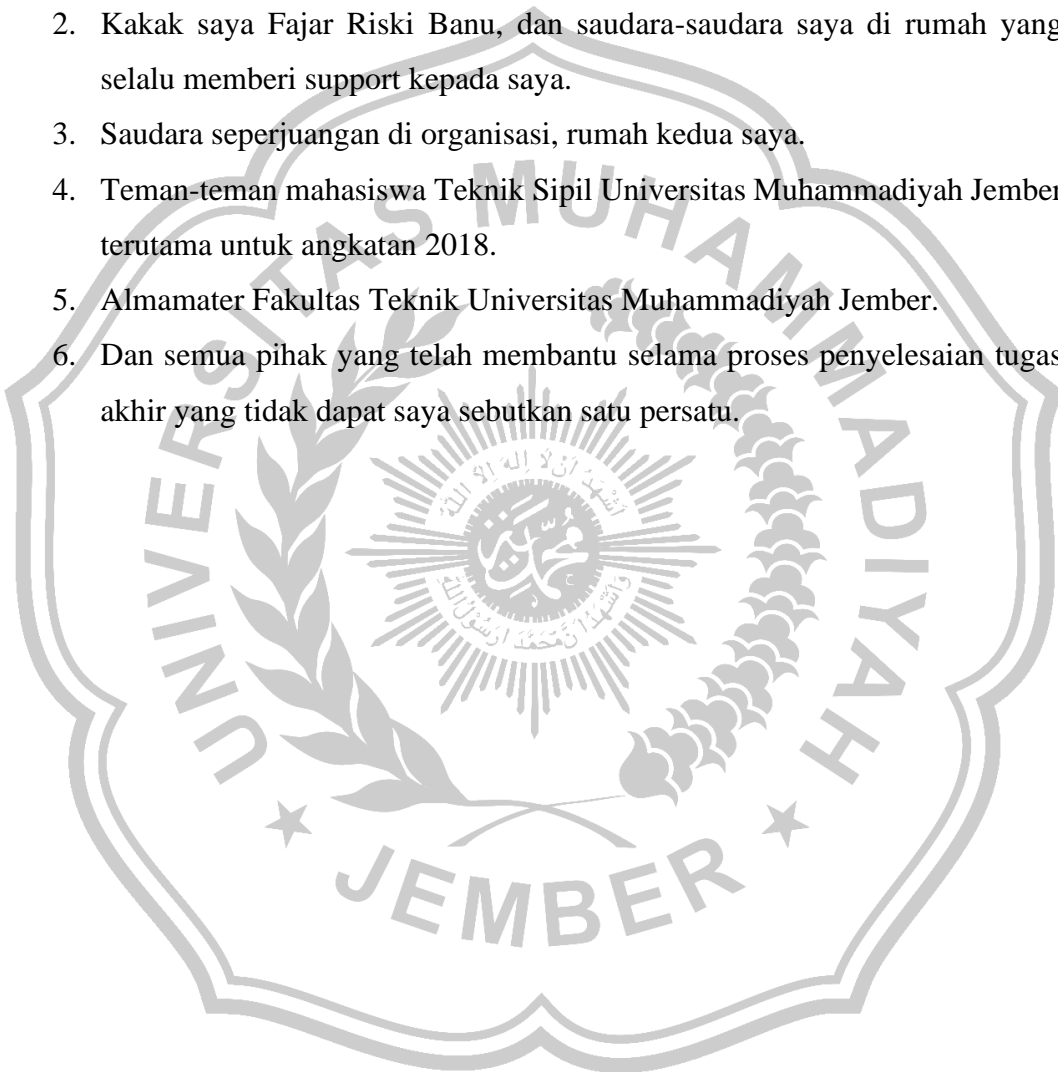 2. Kakak saya Fajar Riski Banu, dan saudara-saudara saya di rumah yang
selalu memberi support kepada saya.
3. Saudara seperjuangan di organisasi, rumah kedua saya.
4. Teman-teman mahasiswa Teknik Sipil Universitas Muhammadiyah Jember
terutama untuk angkatan 2018.
5. Almamater Fakultas Teknik Universitas Muhammadiyah Jember.
6. Dan semua pihak yang telah membantu selama proses penyelesaian tugas
akhir yang tidak dapat saya sebutkan satu persatu.
UNIVERSITAS MUHAMMADIYAH
JEMBER